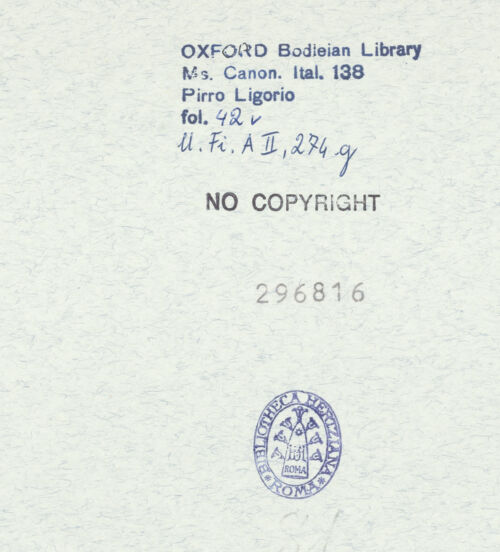 OXFORD Bodleian Library
Ms. Canon. Ital. 138
Pirro Ligorio
fol. 42 v
U. Fi. A II, 274 g
NO COPYRIGHT
296816
BIBLIOTHECA HERTZIANA
ROMA
ROMA